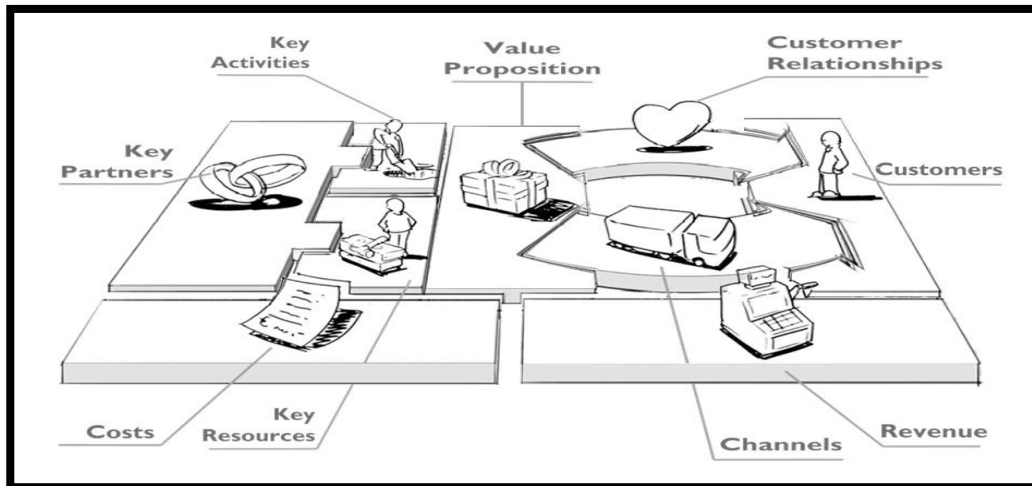 Key
Activities
Value
Proposition
Customer
Relationships
Key
Partners
Customers
Costs
Key
Resources
Channels
Revenue